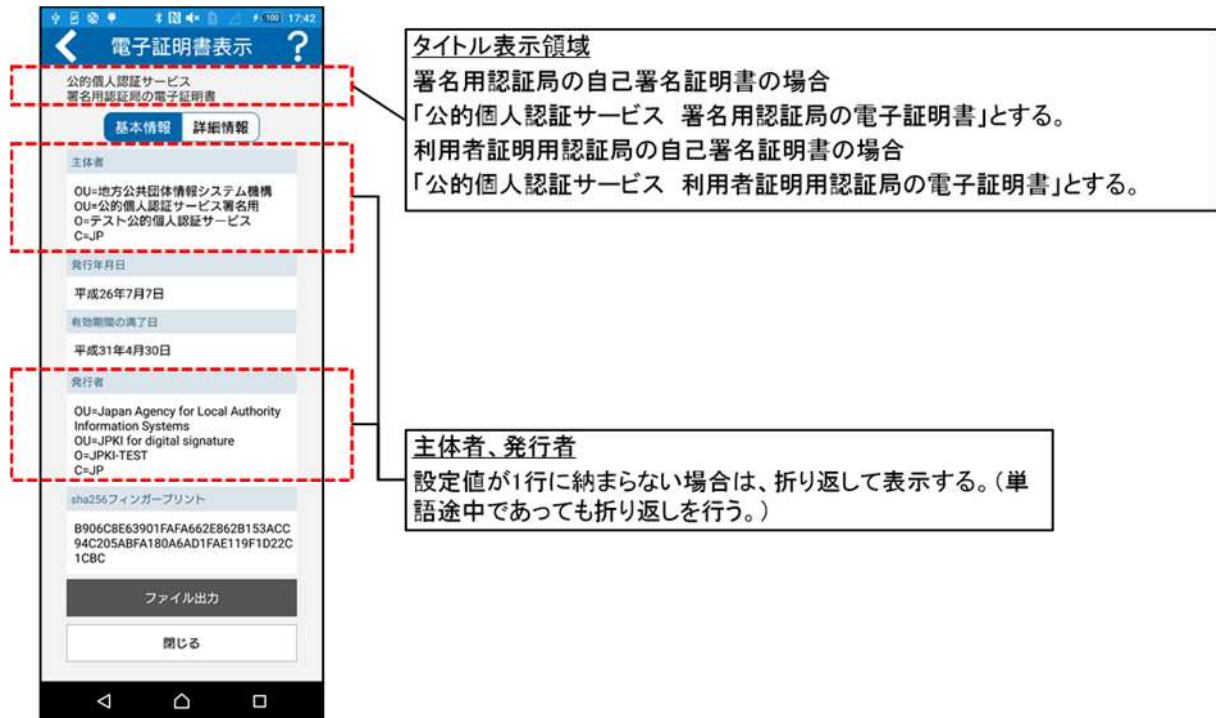 100 17:42
電子証明書表示 ?
公的個人認証サービス
署名用認証局の電子証明書
基本情報 詳細情報
主体者
OU=地方公共団体情報システム機構
OU=公的個人認証サービス署名用
O=テスト公的個人認証サービス
C=JP
発行年月日
平成26年7月7日
有効期間の満了日
平成31年4月30日
発行者
OU=Japan Agency for Local Authority
Information Systems
OU=JPKI for digital signature
O=JPKI-TEST
C=JP
sha256フィンガープリント
B906C8E63901FAFA662E862B153ACC
94C205ABFA180A6AD1FAE119F1D22C
1CBC
ファイル出力
閉じる
タイトル表示領域
署名用認証局の自己署名証明書の場合
「公的個人認証サービス 署名用認証局の電子証明書」とする。
利用者証明用認証局の自己署名証明書の場合
「公的個人認証サービス 利用者証明用認証局の電子証明書」とする。
主体者、発行者
設定値が1行に納まらない場合は、折り返して表示する。（単
語途中であっても折り返しを行う。）